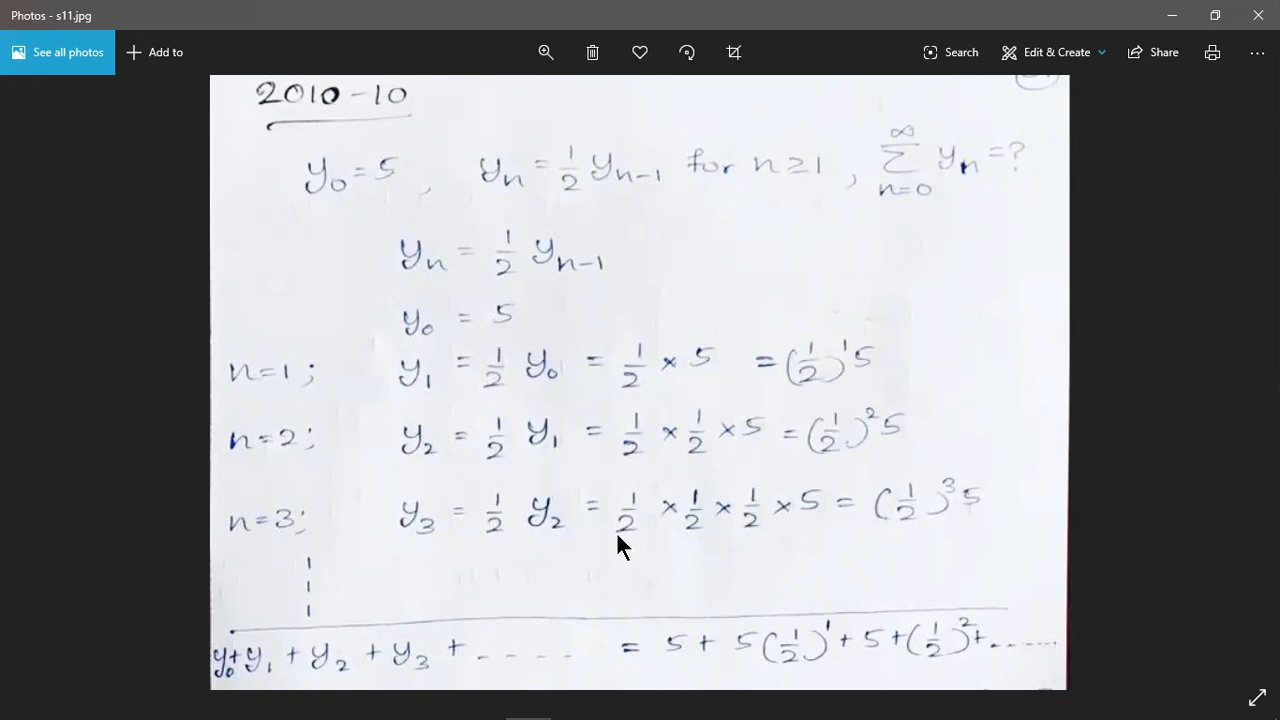 Photos - s11.jpg
See all photos Add to Search Edit & Create Share
2010-10
y₀ = 5 , yₙ = 1/2 yₙ₋₁ for n ≥ 1 , ∑_{n=0}^{∞} yₙ = ?
yₙ = 1/2 yₙ₋₁
y₀ = 5
n=1; y₁ = 1/2 y₀ = 1/2 × 5 = (1/2)¹ 5
n=2; y₂ = 1/2 y₁ = 1/2 × 1/2 × 5 = (1/2)² 5
n=3; y₃ = 1/2 y₂ = 1/2 × 1/2 × 1/2 × 5 = (1/2)³ 5
y₀ + y₁ + y₂ + y₃ + ..... = 5 + 5(1/2)¹ + 5 + (1/2)² + ......